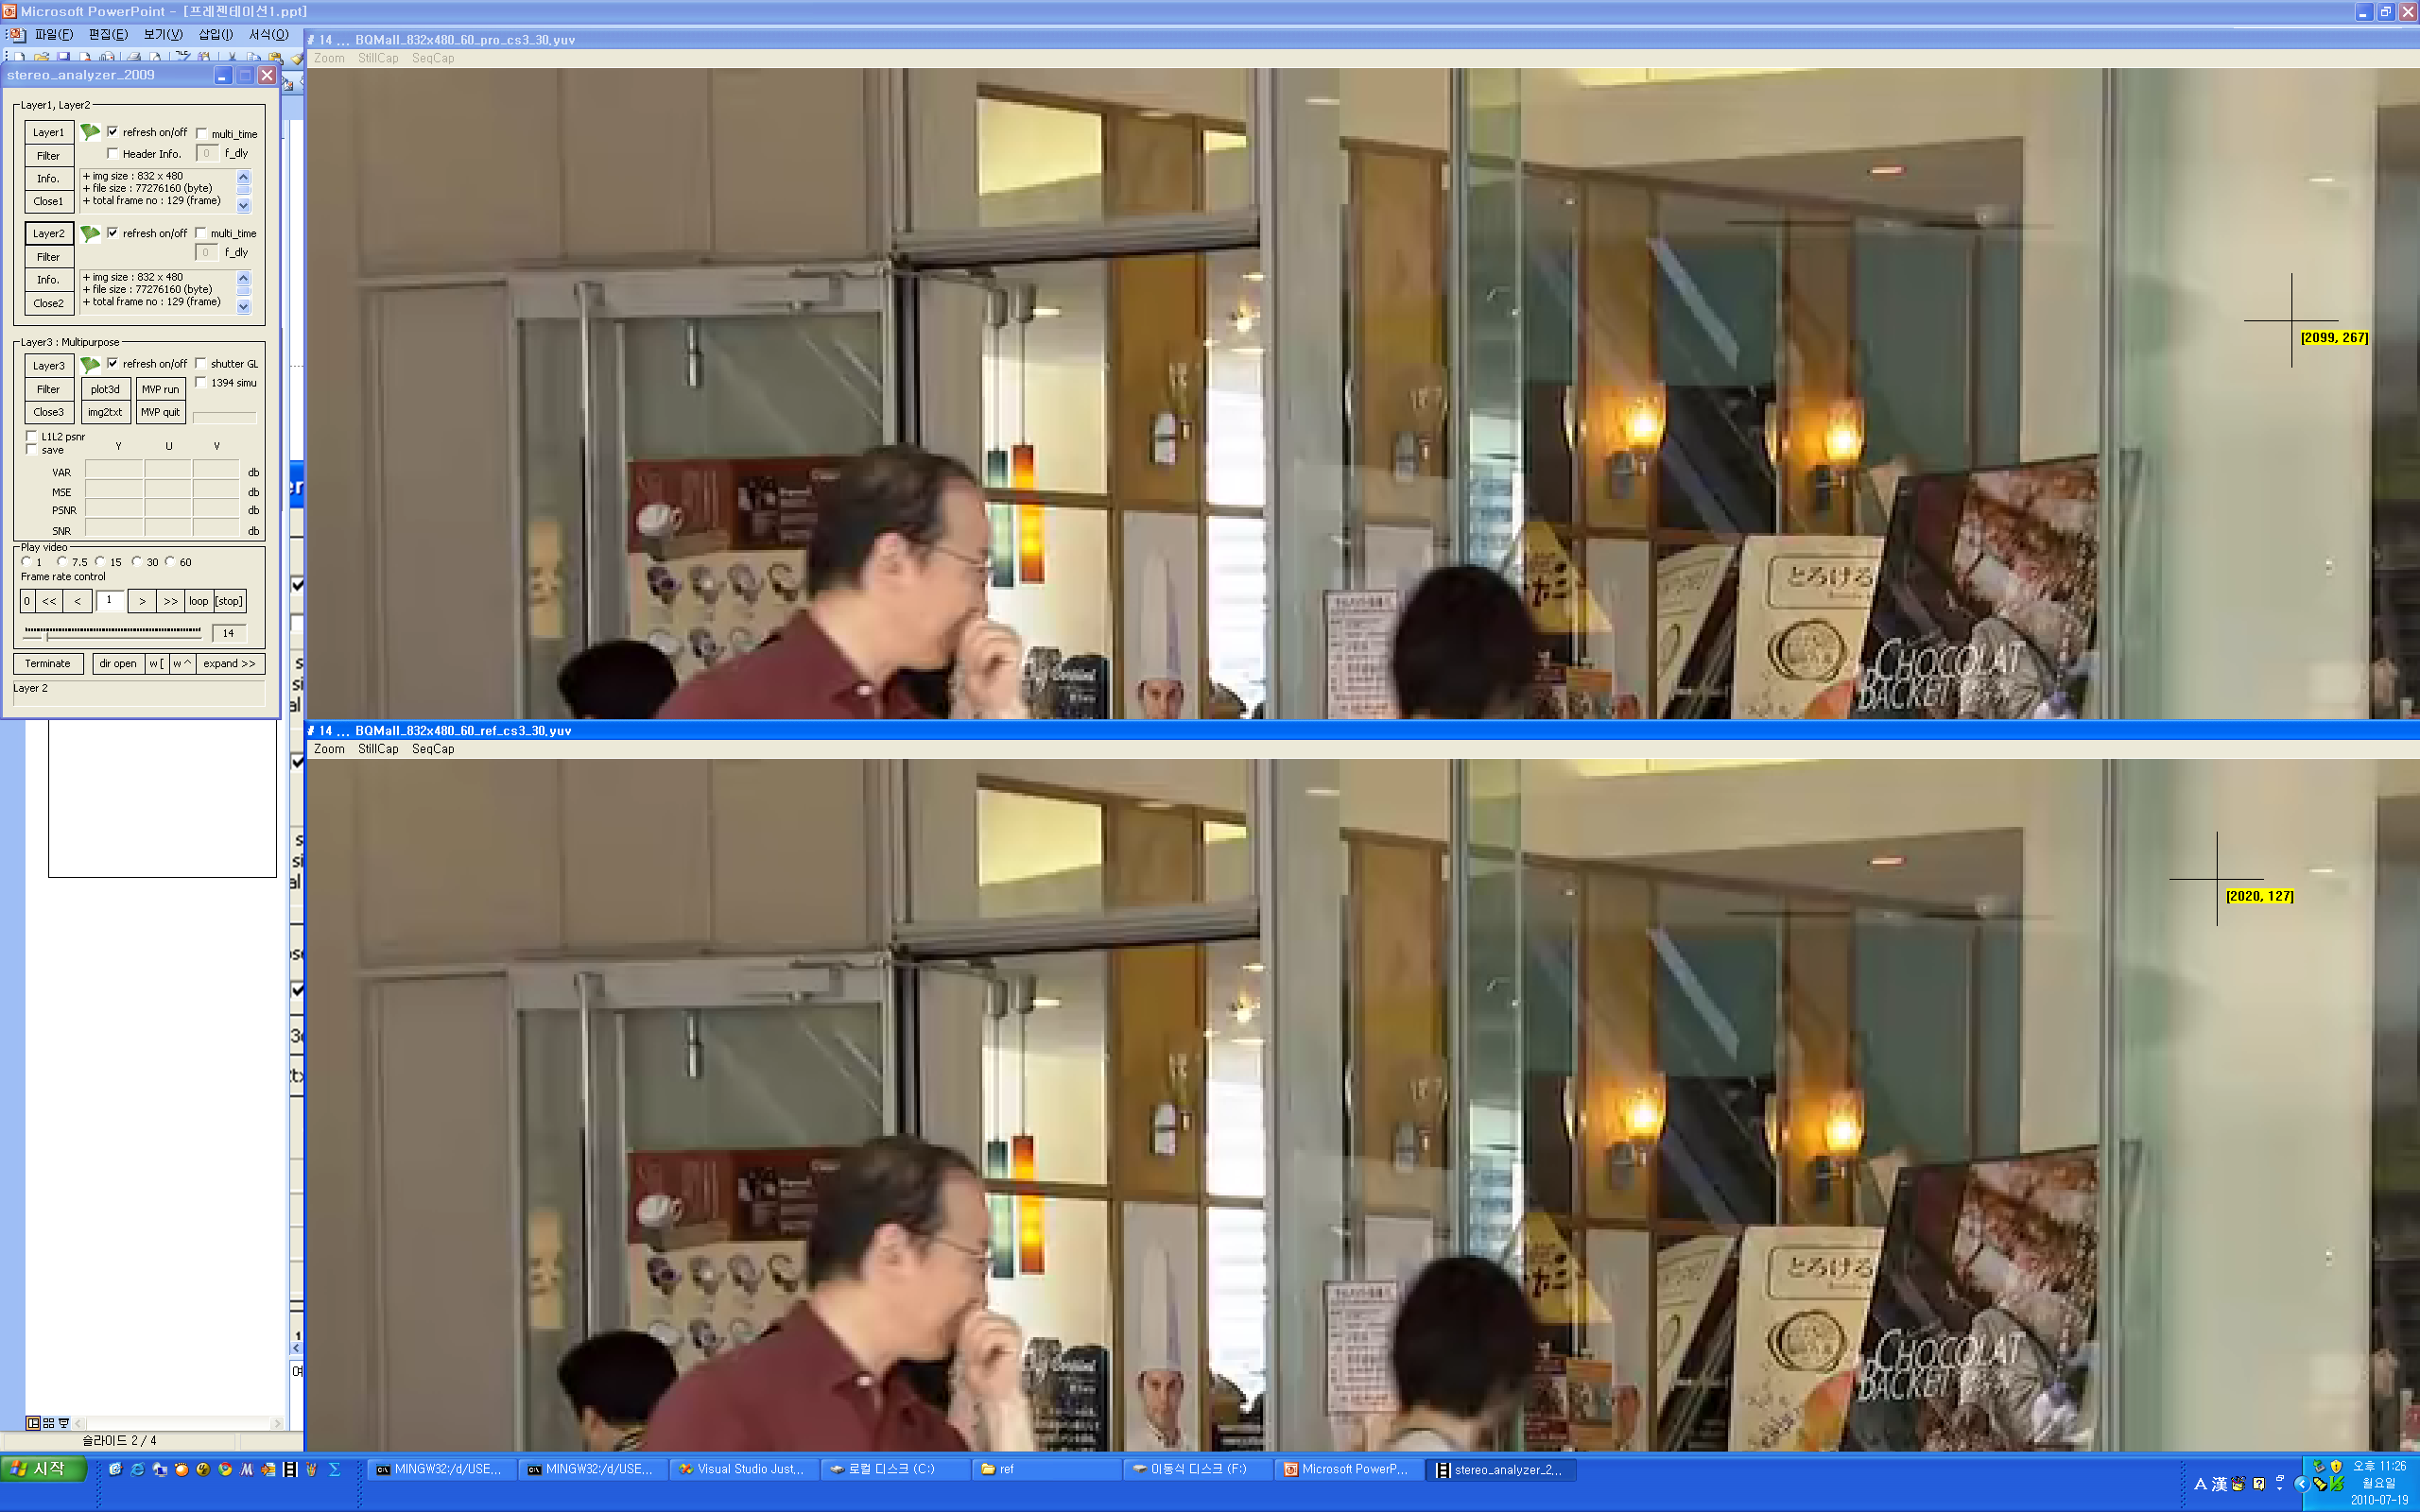 Microsoft PowerPoint - [프레젠테이션1.ppt]
파일(F) 편집(E) 보기(V) 삽입(I) 서식(O)
stereo_analyzer_2009
Layer1, Layer2
Layer1 refresh on/off multi_time
Filter Header Info. 0 f_dly
Info. + img size : 832 x 480
+ file size : 77276160 (byte)
Close1 + total frame no : 129 (frame)
Layer2 refresh on/off multi_time
Filter 0 f_dly
Info. + img size : 832 x 480
+ file size : 77276160 (byte)
Close2 + total frame no : 129 (frame)
Layer3 : Multipurpose
Layer3 refresh on/off shutter GL
Filter plot3d MVP run 1394 simu
Close3 img2txt MVP quit
L1L2 psnr
save Y U V
VAR db
MSE db
PSNR db
SNR db
Play video
1 7.5 15 30 60
Frame rate control
0 << < 1 > >> loop [stop]
14
Terminate dir open w [ w ^ expand >>
Layer 2
슬라이드 2 / 4
# 14 ... BQMall_832x480_60_pro_cs3_30.yuv
Zoom StillCap SeqCap
[2099, 267]
とろける
CHOCOLAT
BACKET
# 14 ... BQMall_832x480_60_ref_cs3_30.yuv
Zoom StillCap SeqCap
[2020, 127]
とろける
CHOCOLAT
BACKET
시작 MINGW32:/d/USE... MINGW32:/d/USE... Visual Studio Just... 로컬 디스크 (C:) ref 이동식 디스크 (F:) Microsoft PowerP... stereo_analyzer_2...
A 漢
오후 11:26
월요일
2010-07-19